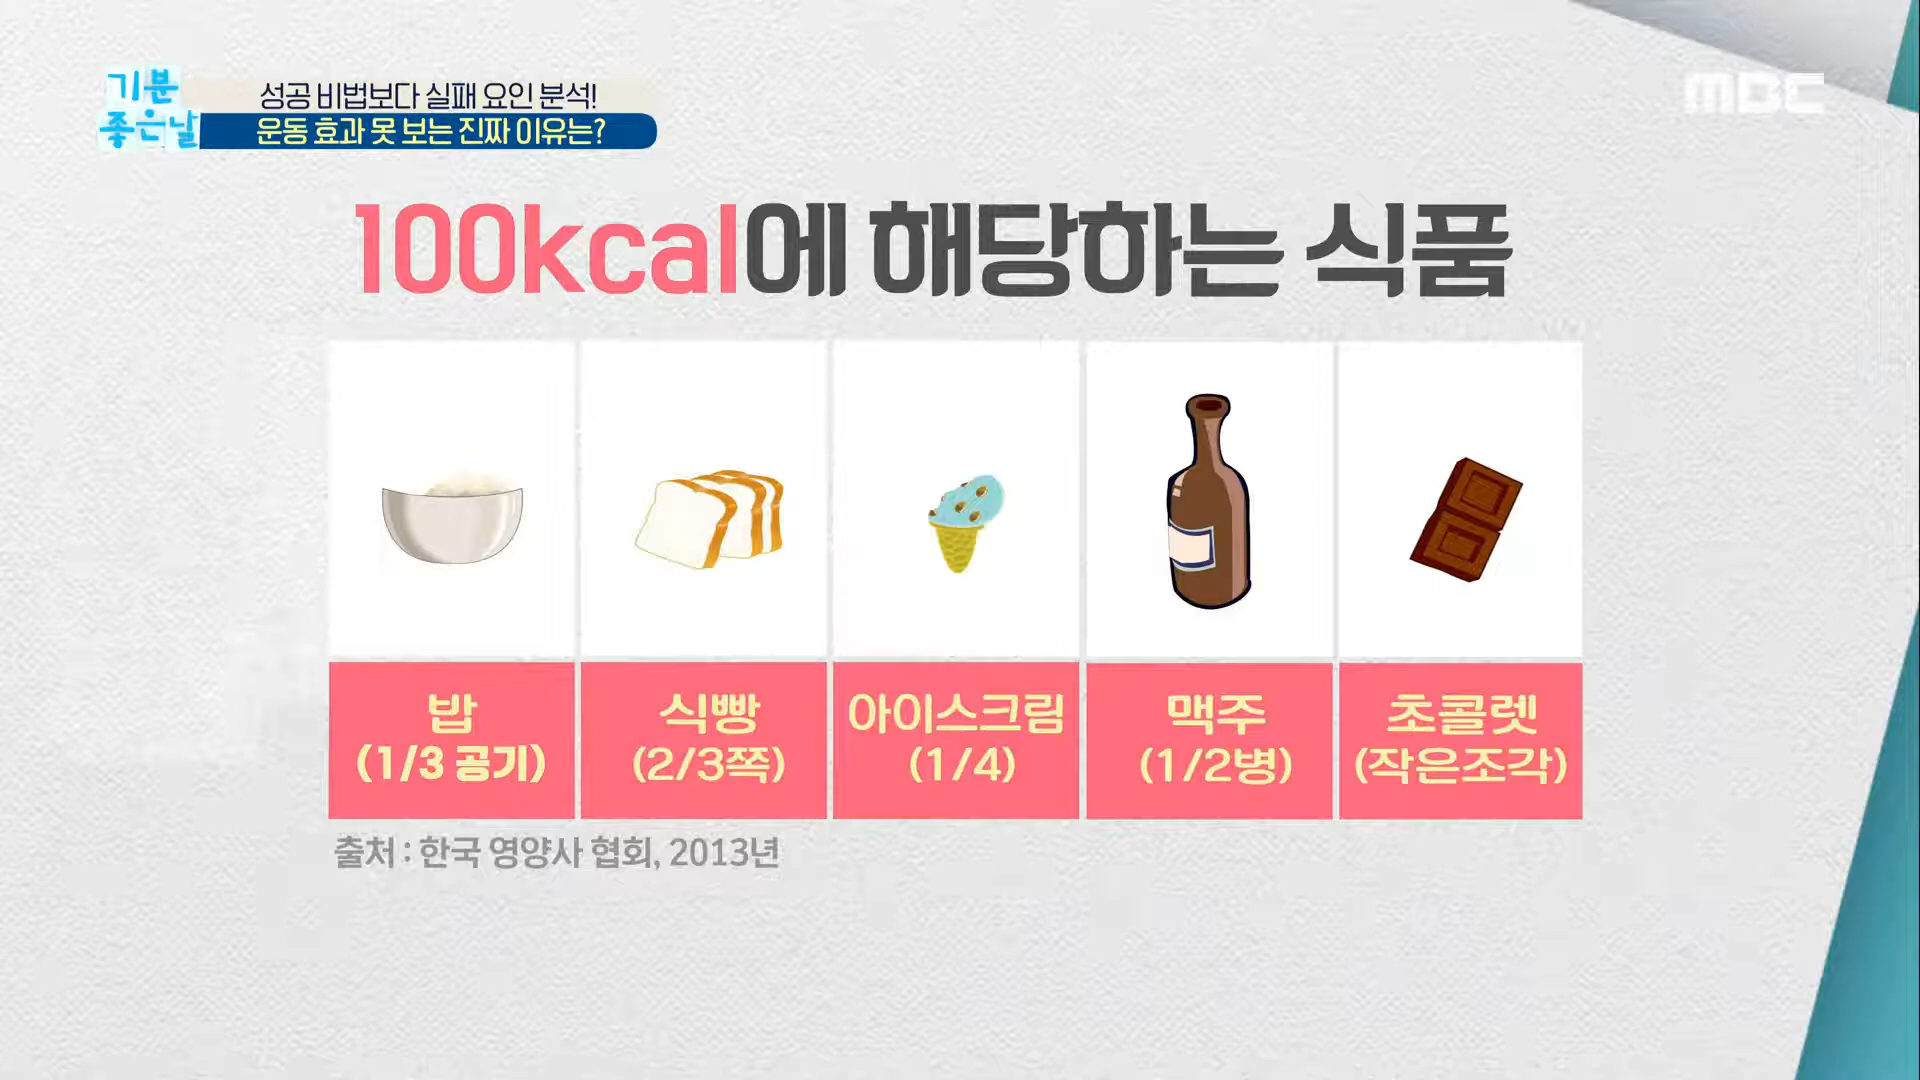 기분
좋은날
성공 비법보다 실패 요인 분석!
운동 효과 못 보는 진짜 이유는?
MBC
100kcal에 해당하는 식품
밥
(1/3 공기)
식빵
(2/3쪽)
아이스크림
(1/4)
맥주
(1/2병)
초콜렛
(작은조각)
출처 : 한국 영양사 협회, 2013년